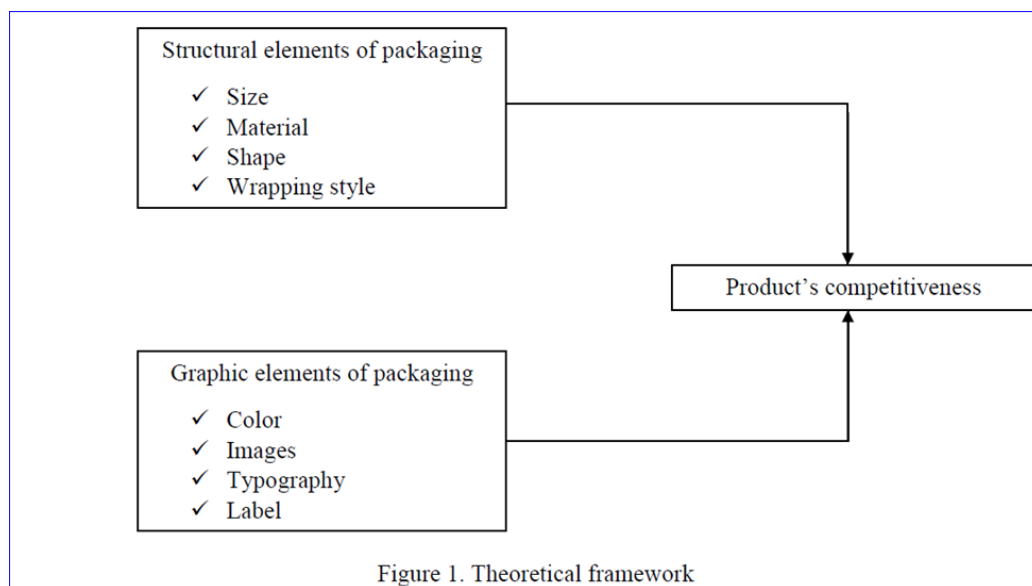 Structural elements of packaging
✓ Size
✓ Material
✓ Shape
✓ Wrapping style
Product’s competitiveness
Graphic elements of packaging
✓ Color
✓ Images
✓ Typography
✓ Label
Figure 1. Theoretical framework